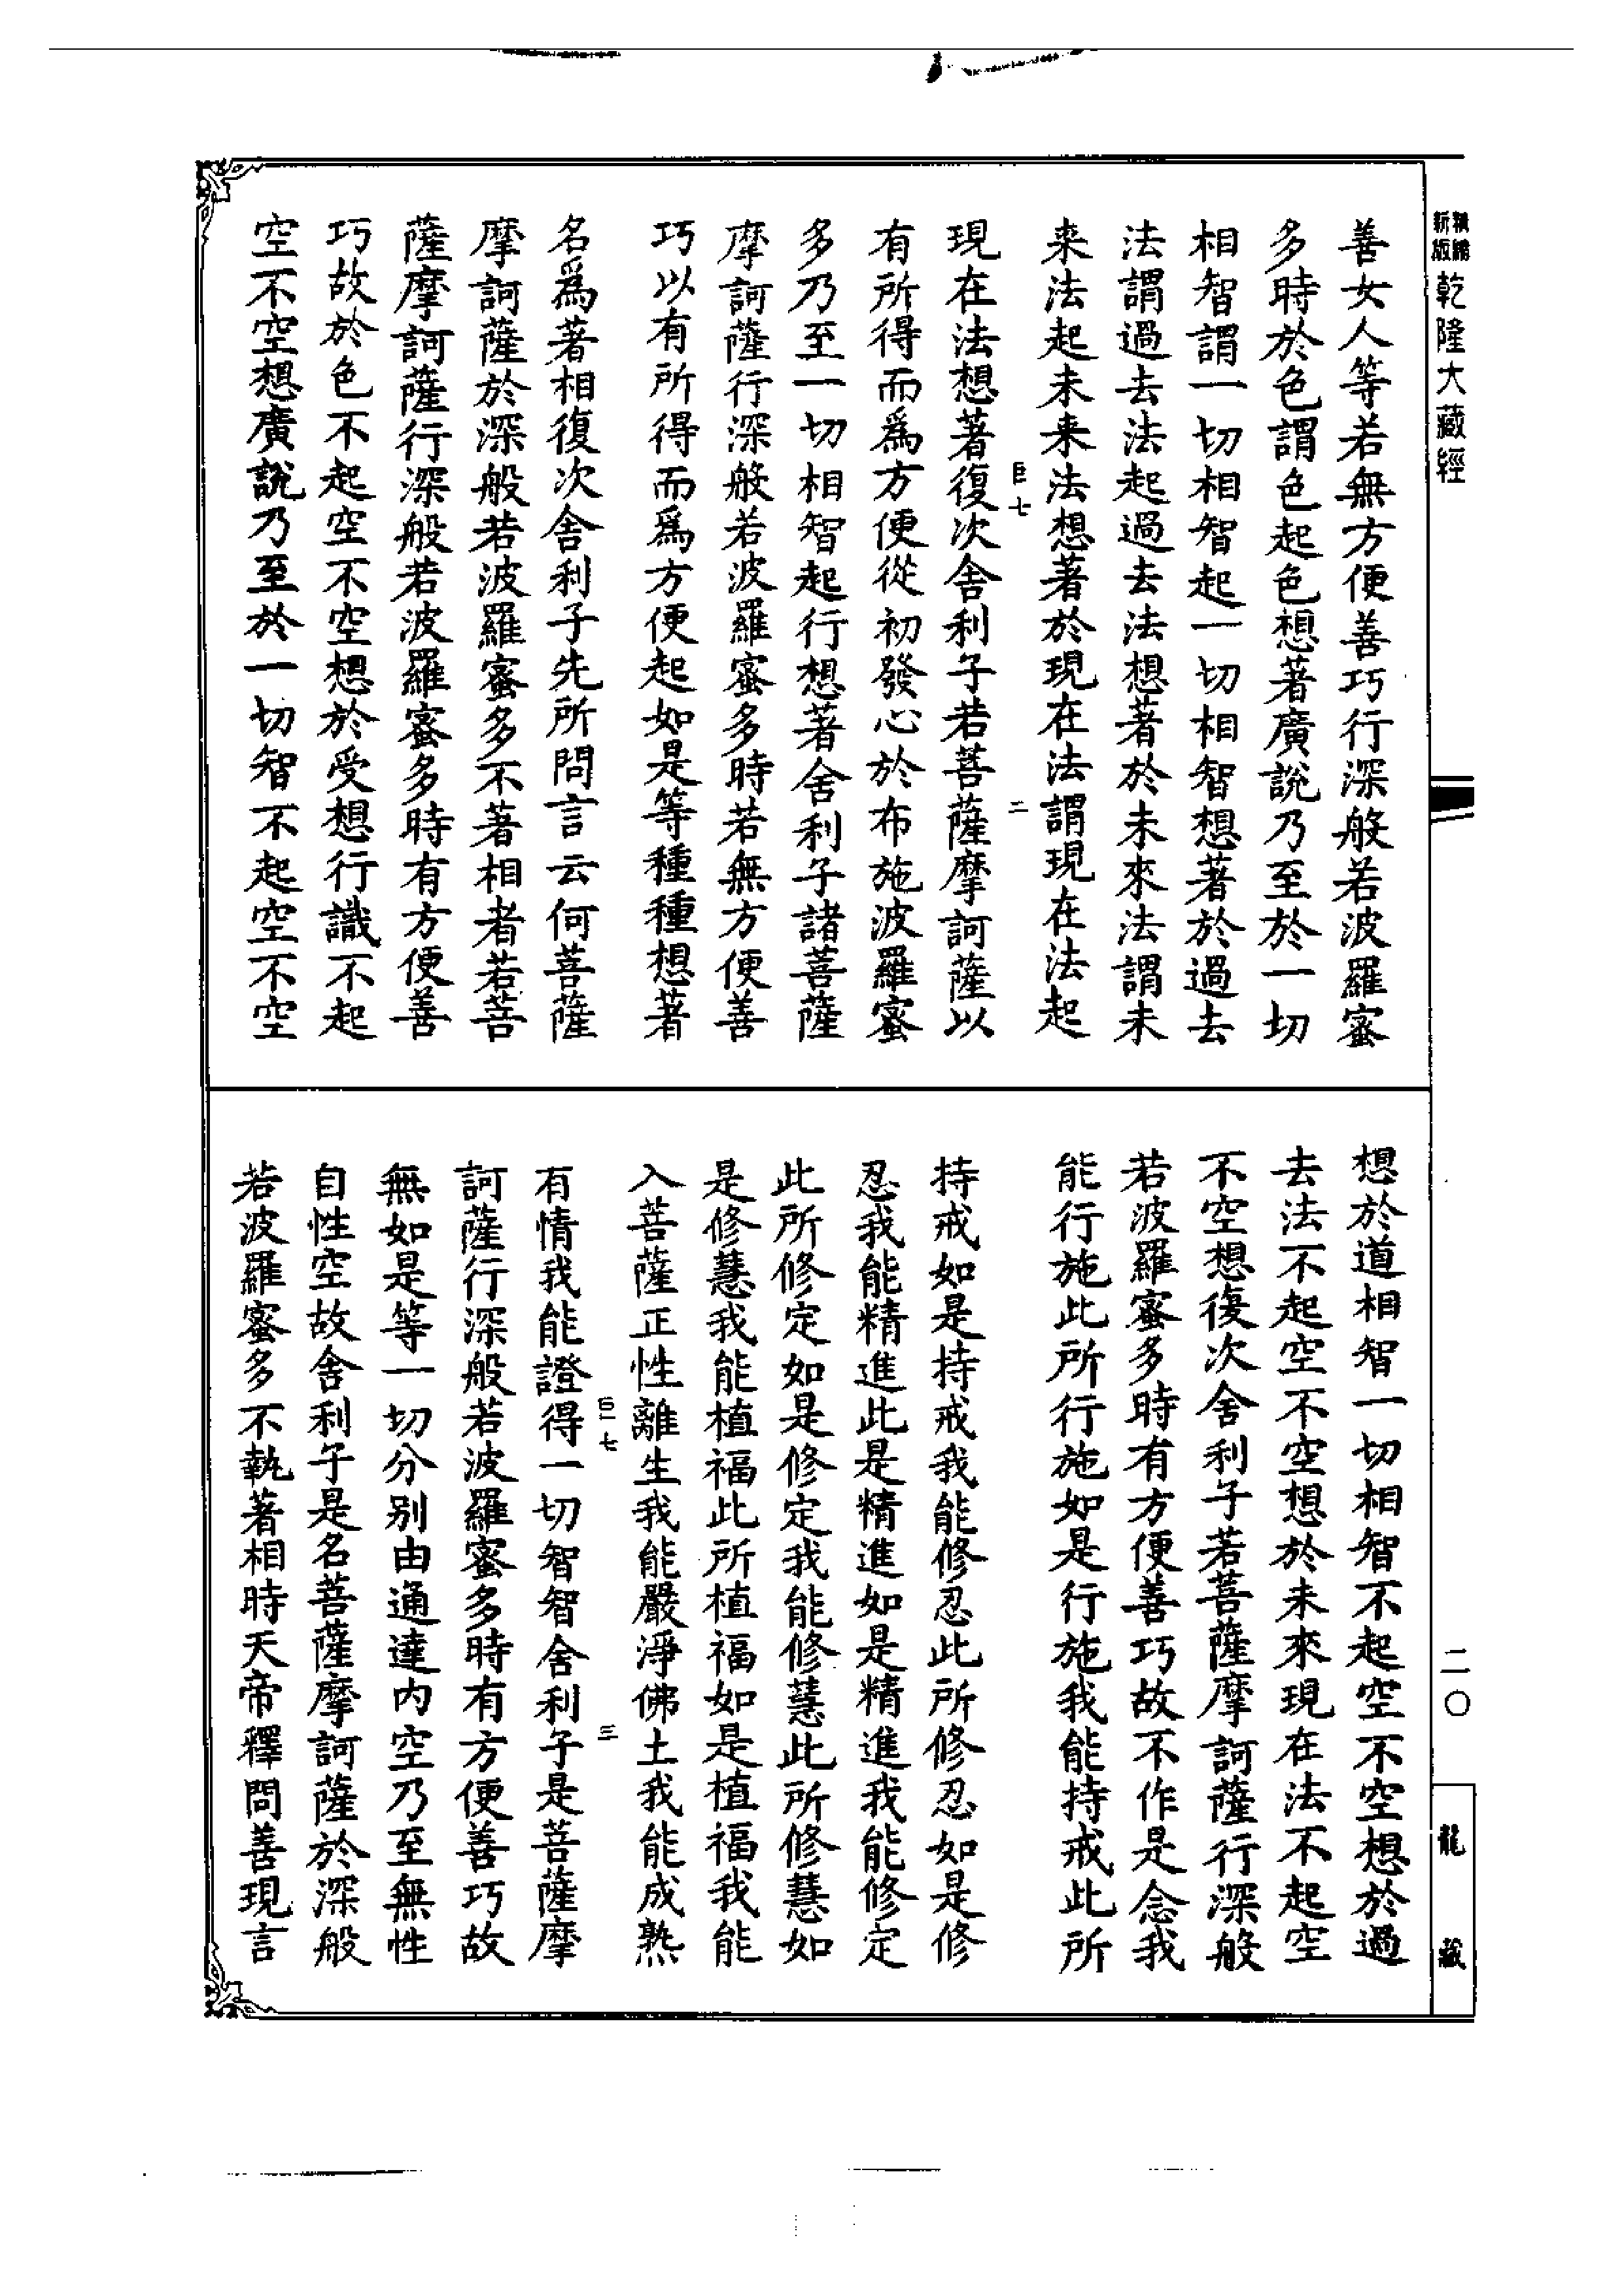 精縮新版
乾隆大藏經
善女人等若無方便善巧行深般若波羅蜜
多時於色謂色起色想著廣說乃至於一切
相智謂一切相智起一切相智想著於過去
法謂過去法起過去法想著於未來法謂未
来法起未来法想著於現在法謂現在法起
巨七
二
現在法想著復次舍利子若菩薩摩訶薩以
有所得而爲方便從初發心於布施波羅蜜
多乃至一切相智起行想著舍利子諸菩薩
摩訶薩行深般若波羅蜜多時若無方便善
巧以有所得而爲方便起如是等種種想著
名爲著相復次舍利子先所問言云何菩薩
摩訶薩於深般若波羅蜜多不著相者若菩
薩摩訶薩行深般若波羅蜜多時有方便善
巧故於色不起空不空想於受想行識不起
空不空想廣說乃至於一切智不起空不空
想於道相智一切相智不起空不空想於過
去法不起空不空想於未來現在法不起空
不空想復次舍利子若菩薩摩訶薩行深般
若波羅蜜多時有方便善巧故不作是念我
能行施此所行施如是行施我能持戒此所
持戒如是持戒我能修忍此所修忍如是修
忍我能精進此是精進如是精進我能修定
此所修定如是修定我能修慧此所修慧如
是修慧我能植福此所植福如是植福我能
入菩薩正性離生我能嚴淨佛土我能成熟
巨七
三
有情我能證得一切智智舍利子是菩薩摩
訶薩行深般若波羅蜜多時有方便善巧故
無如是等一切分别由通達内空乃至無性
自性空故舍利子是名菩薩摩訶薩於深般
若波羅蜜多不執著相時天帝釋問善現言
二〇
龍藏